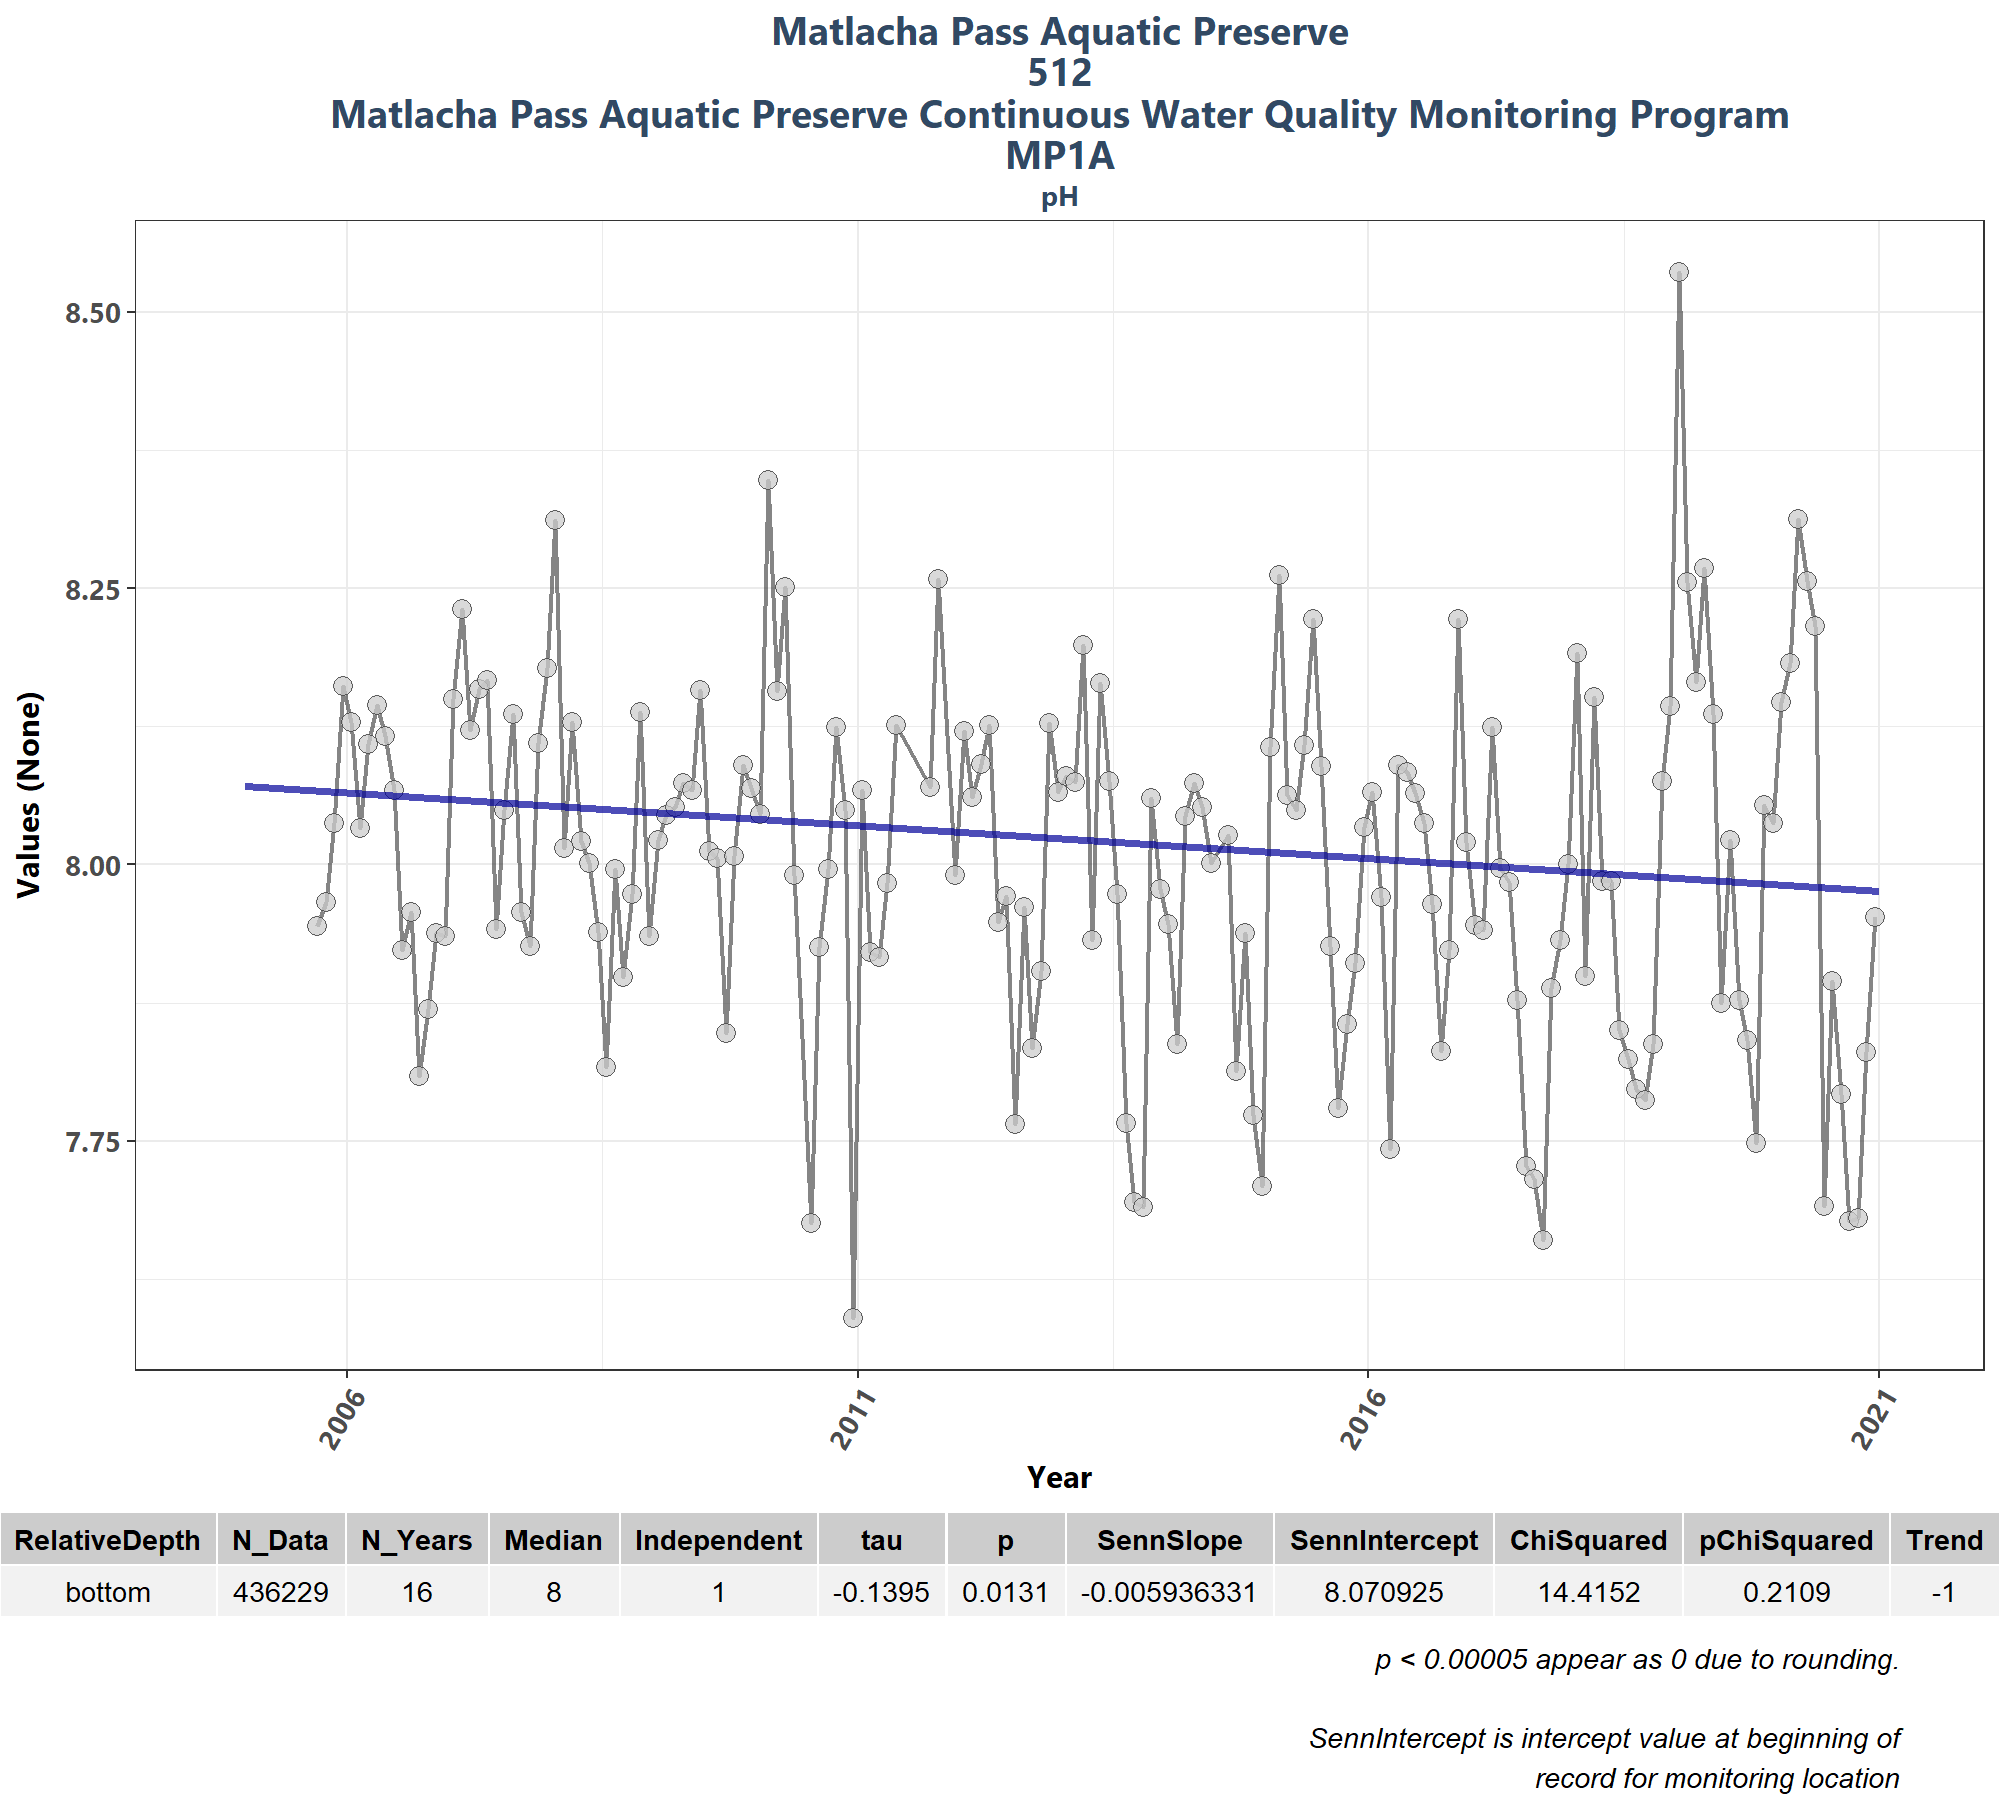 Matlacha Pass Aquatic Preserve
512
Matlacha Pass Aquatic Preserve Continuous Water Quality Monitoring Program
MP1A
pH
Values (None)
8.50
8.25
8.00
7.75
2006 2011 2016 2021
Year
RelativeDepth N_Data N_Years Median Independent tau p SennSlope SennIntercept ChiSquared pChiSquared Trend
bottom 436229 16 8 1 -0.1395 0.0131 -0.005936331 8.070925 14.4152 0.2109 -1
p < 0.00005 appear as 0 due to rounding.
SennIntercept is intercept value at beginning of
record for monitoring location